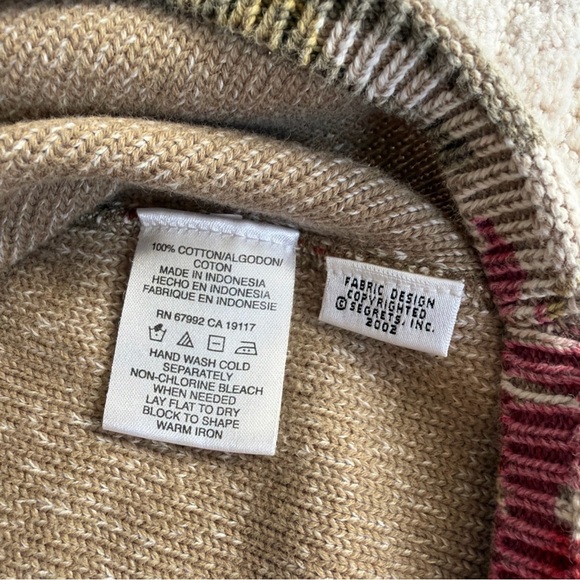 100% COTTON/ALGODON/
COTON
MADE IN INDONESIA
HECHO EN INDONESIA
FABRIQUE EN INDONESIE
RN 67992 CA 19117
HAND WASH COLD
SEPARATELY
NON-CHLORINE BLEACH
WHEN NEEDED
LAY FLAT TO DRY
BLOCK TO SHAPE
WARM IRON
FABRIC DESIGN
COPYRIGHTED
© SEGRETS, INC.
2002